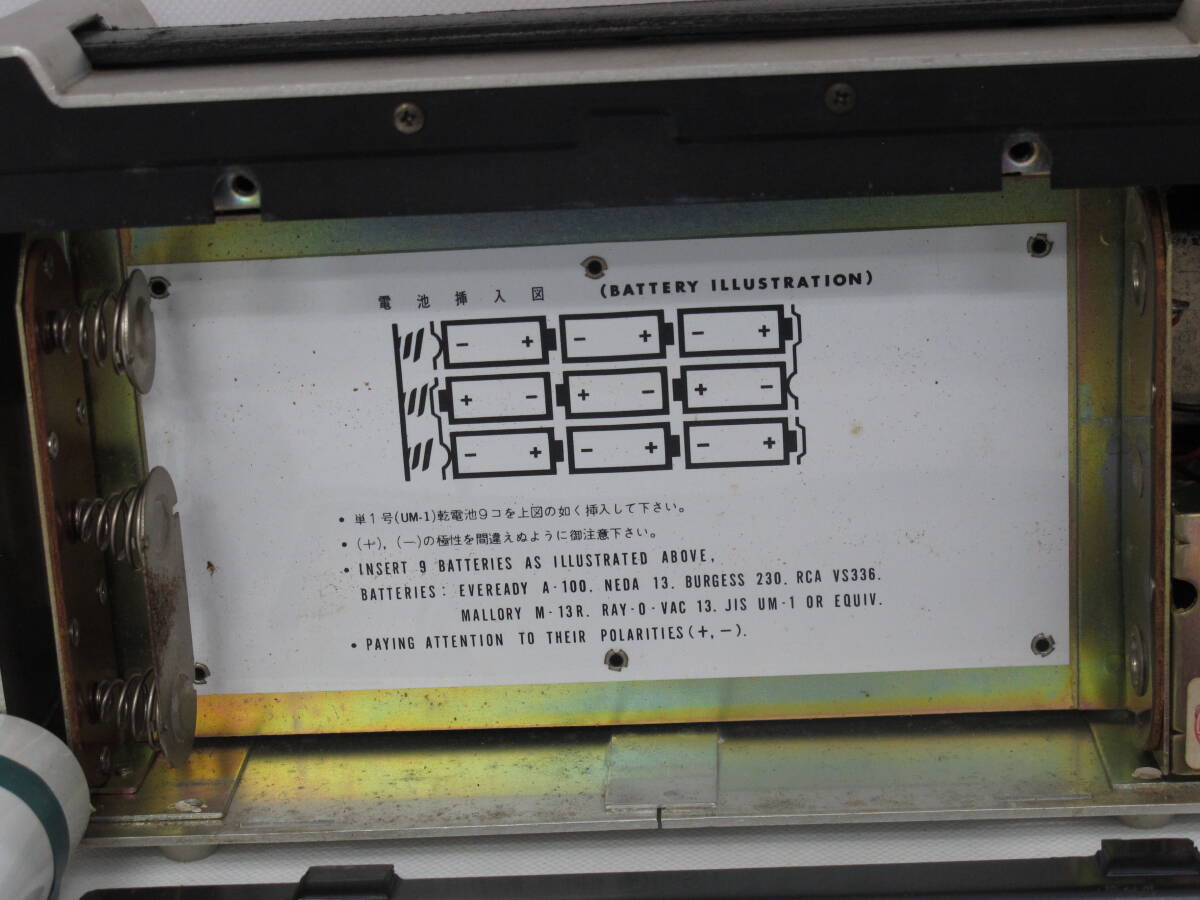 電池挿入図 (BATTERY ILLUSTRATION)
- + - + - +
+ - + - + -
- + - + - +
• 単1号(UM-1)乾電池9コを上図の如く挿入して下さい。
• (+), (−)の極性を間違えぬように御注意下さい。
• INSERT 9 BATTERIES AS ILLUSTRATED ABOVE,
BATTERIES: EVEREADY A-100. NEDA 13. BURGESS 230. RCA VS336.
MALLORY M-13R. RAY-O-VAC 13. JIS UM-1 OR EQUIV.
• PAYING ATTENTION TO THEIR POLARITIES(+, −).